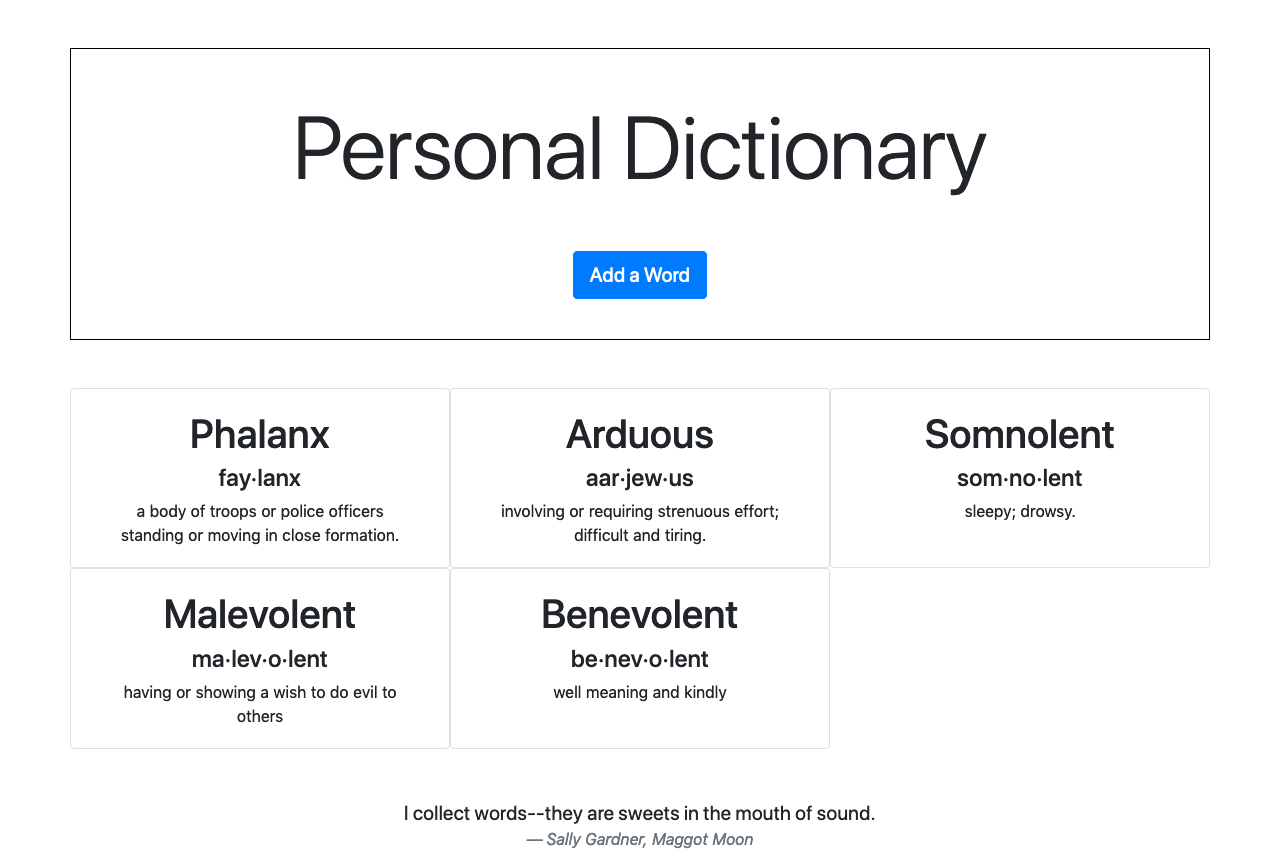 Personal Dictionary
Add a Word
Phalanx
fay·lanx
a body of troops or police officers
standing or moving in close formation.
Arduous
aar·jew·us
involving or requiring strenuous effort;
difficult and tiring.
Somnolent
som·no·lent
sleepy; drowsy.
Malevolent
ma·lev·o·lent
having or showing a wish to do evil to
others
Benevolent
be·nev·o·lent
well meaning and kindly
I collect words--they are sweets in the mouth of sound.
— Sally Gardner, Maggot Moon